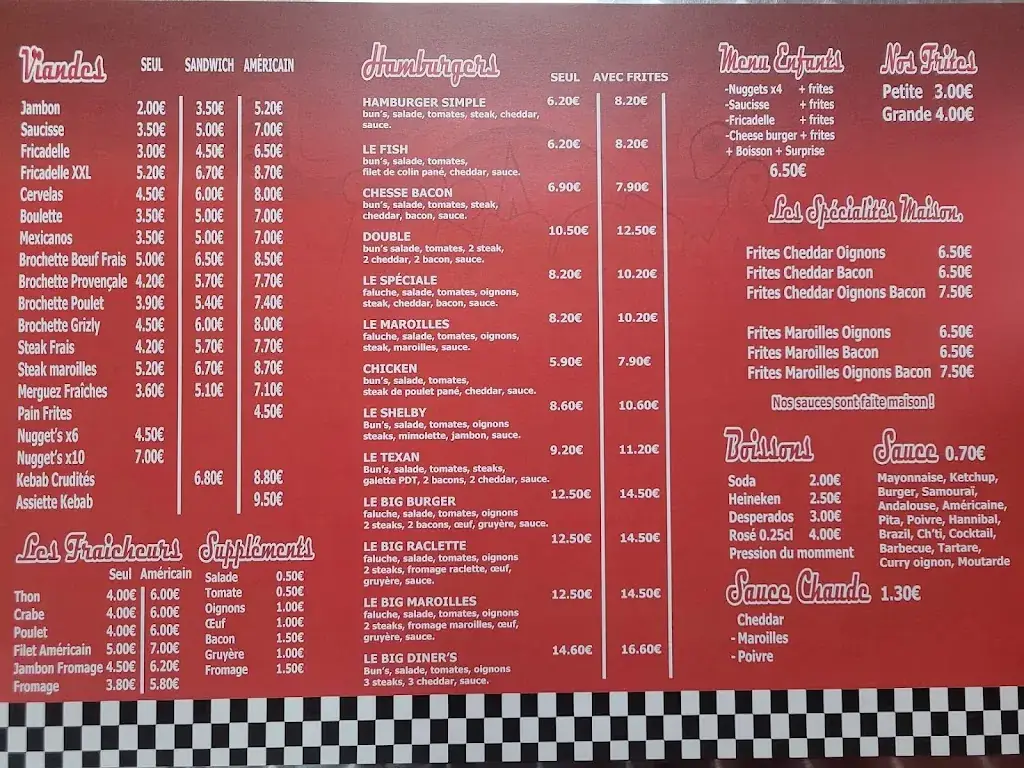 Viandes SEUL SANDWICH AMÉRICAIN
Jambon 2.00€ 3.50€ 5.20€
Saucisse 3.50€ 5.00€ 7.00€
Fricadelle 3.00€ 4.50€ 6.50€
Fricadelle XXL 5.20€ 6.70€ 8.70€
Cervelas 4.50€ 6.00€ 8.00€
Boulette 3.50€ 5.00€ 7.00€
Mexicanos 3.50€ 5.00€ 7.00€
Brochette Bœuf Frais 5.00€ 6.50€ 8.50€
Brochette Provençale 4.20€ 5.70€ 7.70€
Brochette Poulet 3.90€ 5.40€ 7.40€
Brochette Grizly 4.50€ 6.00€ 8.00€
Steak Frais 4.20€ 5.70€ 7.70€
Steak maroilles 5.20€ 6.70€ 8.70€
Merguez Fraîches 3.60€ 5.10€ 7.10€
Pain Frites 4.50€
Nugget's x6 4.50€
Nugget's x10 7.00€
Kebab Crudités 6.80€ 8.80€
Assiette Kebab 9.50€
Les Fraicheurs
Seul Américain
Thon 4.00€ 6.00€
Crabe 4.00€ 6.00€
Poulet 4.00€ 6.00€
Filet Américain 5.00€ 7.00€
Jambon Fromage 4.50€ 6.20€
Fromage 3.80€ 5.80€
Suppléments
Salade 0.50€
Tomate 0.50€
Oignons 1.00€
Œuf 1.00€
Bacon 1.50€
Gruyère 1.00€
Fromage 1.50€
Hamburgers SEUL AVEC FRITES
HAMBURGER SIMPLE 6.20€ 8.20€
bun's, salade, tomates, steak, cheddar,
sauce.
LE FISH 6.20€ 8.20€
bun's, salade, tomates,
filet de colin pané, cheddar, sauce.
CHESSE BACON 6.90€ 7.90€
bun's, salade, tomates, steak,
cheddar, bacon, sauce.
DOUBLE 10.50€ 12.50€
bun's salade, tomates, 2 steak,
2 cheddar, 2 bacon, sauce.
LE SPÉCIALE 8.20€ 10.20€
faluche, salade, tomates, oignons,
steak, cheddar, bacon, sauce.
LE MAROILLES 8.20€ 10.20€
faluche, salade, tomates, oignons,
steak, maroilles, sauce.
CHICKEN 5.90€ 7.90€
bun's, salade, tomates,
steak de poulet pané, cheddar, sauce.
LE SHELBY 8.60€ 10.60€
Bun's, salade, tomates, oignons
steaks, mimolette, jambon, sauce.
LE TEXAN 9.20€ 11.20€
Bun's, salade, tomates, steaks,
galette PDT, 2 bacons, 2 cheddar, sauce.
LE BIG BURGER 12.50€ 14.50€
faluche, salade, tomates, oignons
2 steaks, 2 bacons, œuf, gruyère, sauce.
LE BIG RACLETTE 12.50€ 14.50€
faluche, salade, tomates, oignons
2 steaks, fromage raclette, œuf,
gruyère, sauce.
LE BIG MAROILLES 12.50€ 14.50€
faluche, salade, tomates, oignons
2 steaks, fromage maroilles, œuf,
gruyère, sauce.
LE BIG DINER'S 14.60€ 16.60€
Bun's, salade, tomates, oignons
3 steaks, 3 cheddar, sauce.
Menu Enfants
-Nuggets x4 + frites
-Saucisse + frites
-Fricadelle + frites
-Cheese burger + frites
+ Boisson + Surprise
6.50€
Nos Frites
Petite 3.00€
Grande 4.00€
Les Spécialités Maison.
Frites Cheddar Oignons 6.50€
Frites Cheddar Bacon 6.50€
Frites Cheddar Oignons Bacon 7.50€
Frites Maroilles Oignons 6.50€
Frites Maroilles Bacon 6.50€
Frites Maroilles Oignons Bacon 7.50€
Nos sauces sont faite maison !
Boissons
Soda 2.00€
Heineken 2.50€
Desperados 3.00€
Rosé 0.25cl 4.00€
Pression du momment
Sauce 0.70€
Mayonnaise, Ketchup,
Burger, Samouraï,
Andalouse, Américaine,
Pita, Poivre, Hannibal,
Brazil, Ch'ti, Cocktail,
Barbecue, Tartare,
Curry oignon, Moutarde
Sauce Chaude 1.30€
Cheddar
- Maroilles
- Poivre